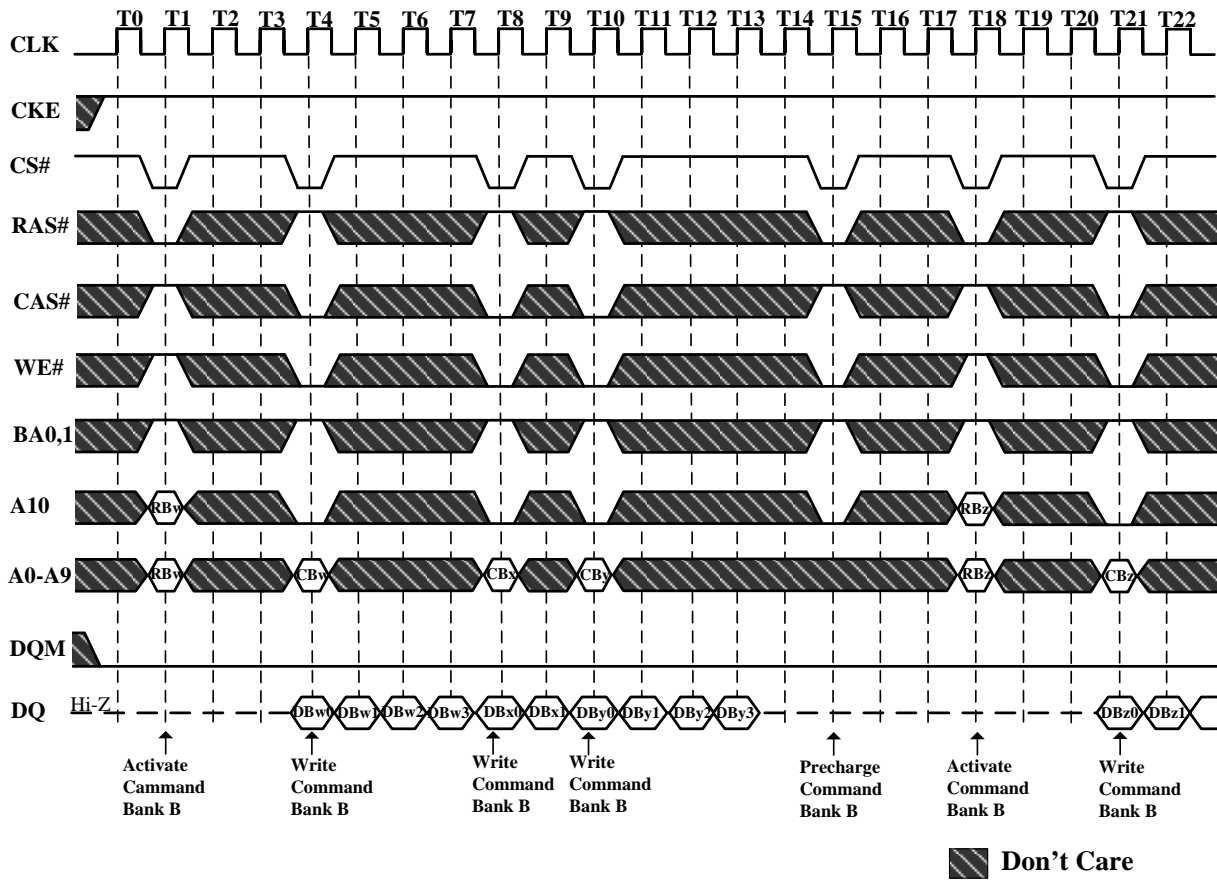 T0 T1 T2 T3 T4 T5 T6 T7 T8 T9 T10 T11 T12 T13 T14 T15 T16 T17 T18 T19 T20 T21 T22
CLK
CKE
CS#
RAS#
CAS#
WE#
BA0,1
A10 RBw RBz
A0-A9 RBw CBw CBx CBy RBz CBz
DQM
DQ Hi-Z DBw0 DBw1 DBw2 DBw3 DBx0 DBx1 DBy0 DBy1 DBy2 DBy3 DBz0 DBz1
Activate
Cammand
Bank B
Write
Command
Bank B
Write
Command
Bank B
Write
Command
Bank B
Precharge
Command
Bank B
Activate
Command
Bank B
Write
Command
Bank B
Don't Care